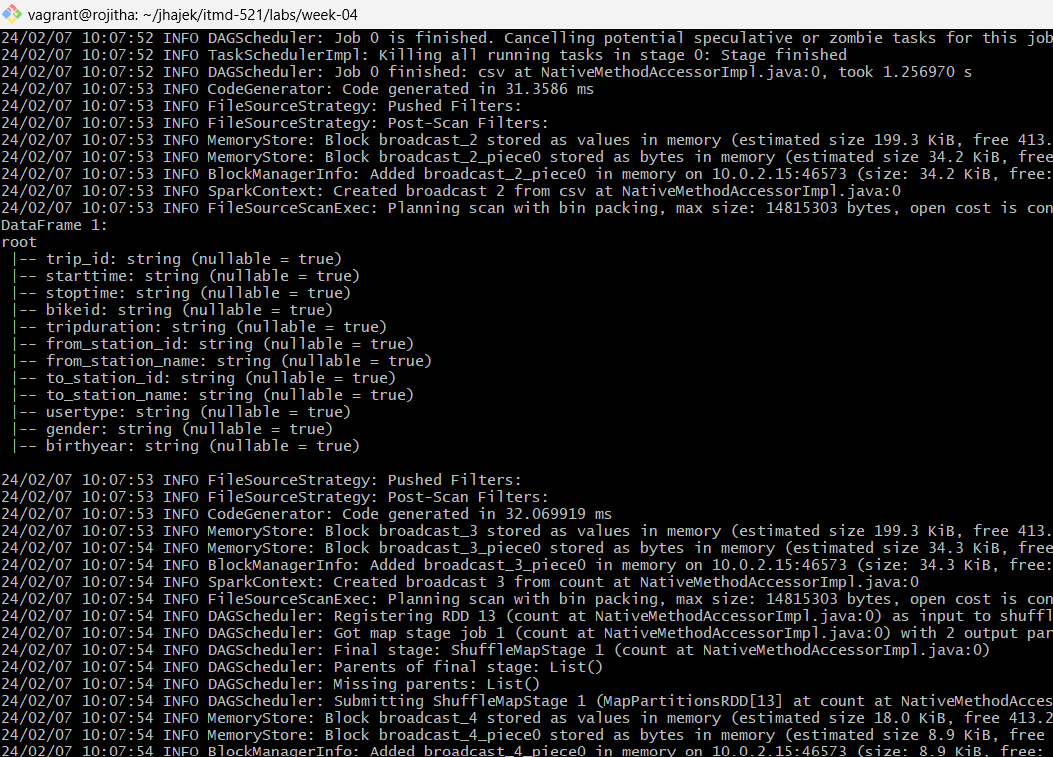 vagrant@rojitha: ~/jhajek/itmd-521/labs/week-04
24/02/07 10:07:52 INFO DAGScheduler: Job 0 is finished. Cancelling potential speculative or zombie tasks for this job
24/02/07 10:07:52 INFO TaskSchedulerImpl: Killing all running tasks in stage 0: Stage finished
24/02/07 10:07:52 INFO DAGScheduler: Job 0 finished: csv at NativeMethodAccessorImpl.java:0, took 1.256970 s
24/02/07 10:07:53 INFO CodeGenerator: Code generated in 31.3586 ms
24/02/07 10:07:53 INFO FileSourceStrategy: Pushed Filters:
24/02/07 10:07:53 INFO FileSourceStrategy: Post-Scan Filters:
24/02/07 10:07:53 INFO MemoryStore: Block broadcast_2 stored as values in memory (estimated size 199.3 KiB, free 413.
24/02/07 10:07:53 INFO MemoryStore: Block broadcast_2_piece0 stored as bytes in memory (estimated size 34.2 KiB, free
24/02/07 10:07:53 INFO BlockManagerInfo: Added broadcast_2_piece0 in memory on 10.0.2.15:46573 (size: 34.2 KiB, free:
24/02/07 10:07:53 INFO SparkContext: Created broadcast 2 from csv at NativeMethodAccessorImpl.java:0
24/02/07 10:07:53 INFO FileSourceScanExec: Planning scan with bin packing, max size: 14815303 bytes, open cost is con
DataFrame 1:
root
 |-- trip_id: string (nullable = true)
 |-- starttime: string (nullable = true)
 |-- stoptime: string (nullable = true)
 |-- bikeid: string (nullable = true)
 |-- tripduration: string (nullable = true)
 |-- from_station_id: string (nullable = true)
 |-- from_station_name: string (nullable = true)
 |-- to_station_id: string (nullable = true)
 |-- to_station_name: string (nullable = true)
 |-- usertype: string (nullable = true)
 |-- gender: string (nullable = true)
 |-- birthyear: string (nullable = true)
24/02/07 10:07:53 INFO FileSourceStrategy: Pushed Filters:
24/02/07 10:07:53 INFO FileSourceStrategy: Post-Scan Filters:
24/02/07 10:07:53 INFO CodeGenerator: Code generated in 32.069919 ms
24/02/07 10:07:53 INFO MemoryStore: Block broadcast_3 stored as values in memory (estimated size 199.3 KiB, free 413.
24/02/07 10:07:54 INFO MemoryStore: Block broadcast_3_piece0 stored as bytes in memory (estimated size 34.3 KiB, free
24/02/07 10:07:54 INFO BlockManagerInfo: Added broadcast_3_piece0 in memory on 10.0.2.15:46573 (size: 34.3 KiB, free:
24/02/07 10:07:54 INFO SparkContext: Created broadcast 3 from count at NativeMethodAccessorImpl.java:0
24/02/07 10:07:54 INFO FileSourceScanExec: Planning scan with bin packing, max size: 14815303 bytes, open cost is con
24/02/07 10:07:54 INFO DAGScheduler: Registering RDD 13 (count at NativeMethodAccessorImpl.java:0) as input to shuffl
24/02/07 10:07:54 INFO DAGScheduler: Got map stage job 1 (count at NativeMethodAccessorImpl.java:0) with 2 output par
24/02/07 10:07:54 INFO DAGScheduler: Final stage: ShuffleMapStage 1 (count at NativeMethodAccessorImpl.java:0)
24/02/07 10:07:54 INFO DAGScheduler: Parents of final stage: List()
24/02/07 10:07:54 INFO DAGScheduler: Missing parents: List()
24/02/07 10:07:54 INFO DAGScheduler: Submitting ShuffleMapStage 1 (MapPartitionsRDD[13] at count at NativeMethodAcces
24/02/07 10:07:54 INFO MemoryStore: Block broadcast_4 stored as values in memory (estimated size 18.0 KiB, free 413.2
24/02/07 10:07:54 INFO MemoryStore: Block broadcast_4_piece0 stored as bytes in memory (estimated size 8.9 KiB, free
24/02/07 10:07:54 INFO BlockManagerInfo: Added broadcast_4_piece0 in memory on 10.0.2.15:46573 (size: 8.9 KiB, free: